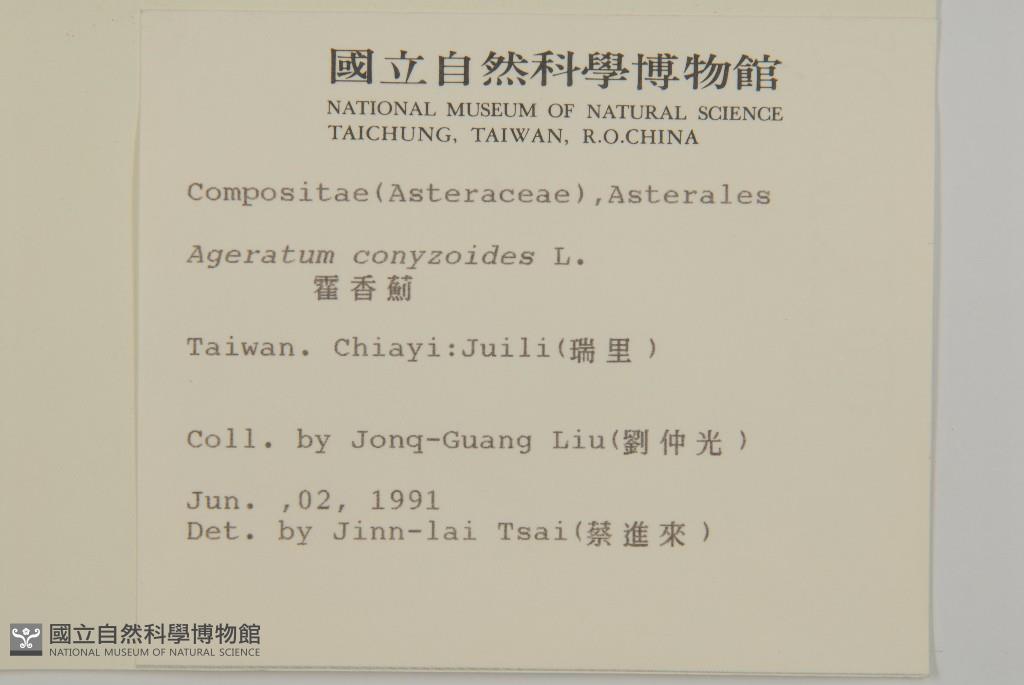 國立自然科學博物館
NATIONAL MUSEUM OF NATURAL SCIENCE
TAICHUNG, TAIWAN, R.O.CHINA
Compositae(Asteraceae),Asterales
Ageratum conyzoides L.
霍香薊
Taiwan. Chiayi:Juili(瑞里)
Coll. by Jonq-Guang Liu(劉仲光)
Jun. ,02, 1991
Det. by Jinn-lai Tsai(蔡進來)
國立自然科學博物館
NATIONAL MUSEUM OF NATURAL SCIENCE